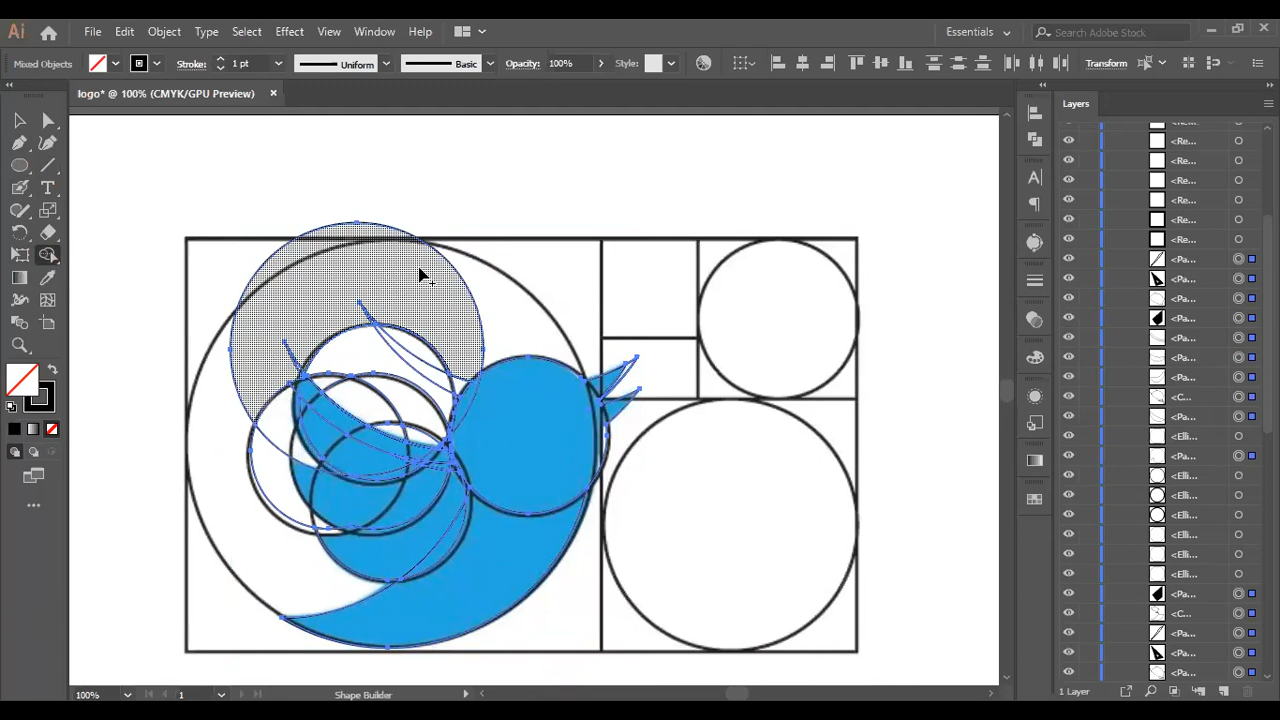 Ai File Edit Object Type Select Effect View Window Help Essentials Search Adobe Stock
Mixed Objects Stroke: 1 pt Uniform Basic Opacity: 100% Style: Transform
logo* @ 100% (CMYK/GPU Preview) ×
Layers
<Re...
<Re...
<Re...
<Re...
<Re...
<Re...
<Pa...
<Pa...
<Pa...
<Pa...
<Pa...
<Pa...
<Pa...
<C...
<Pa...
<Elli...
<Pa...
<Elli...
<Elli...
<Elli...
<Elli...
<Elli...
<Elli...
<Pa...
<C...
<Pa...
<Pa...
<Pa...
1 Layer
100% 1 Shape Builder